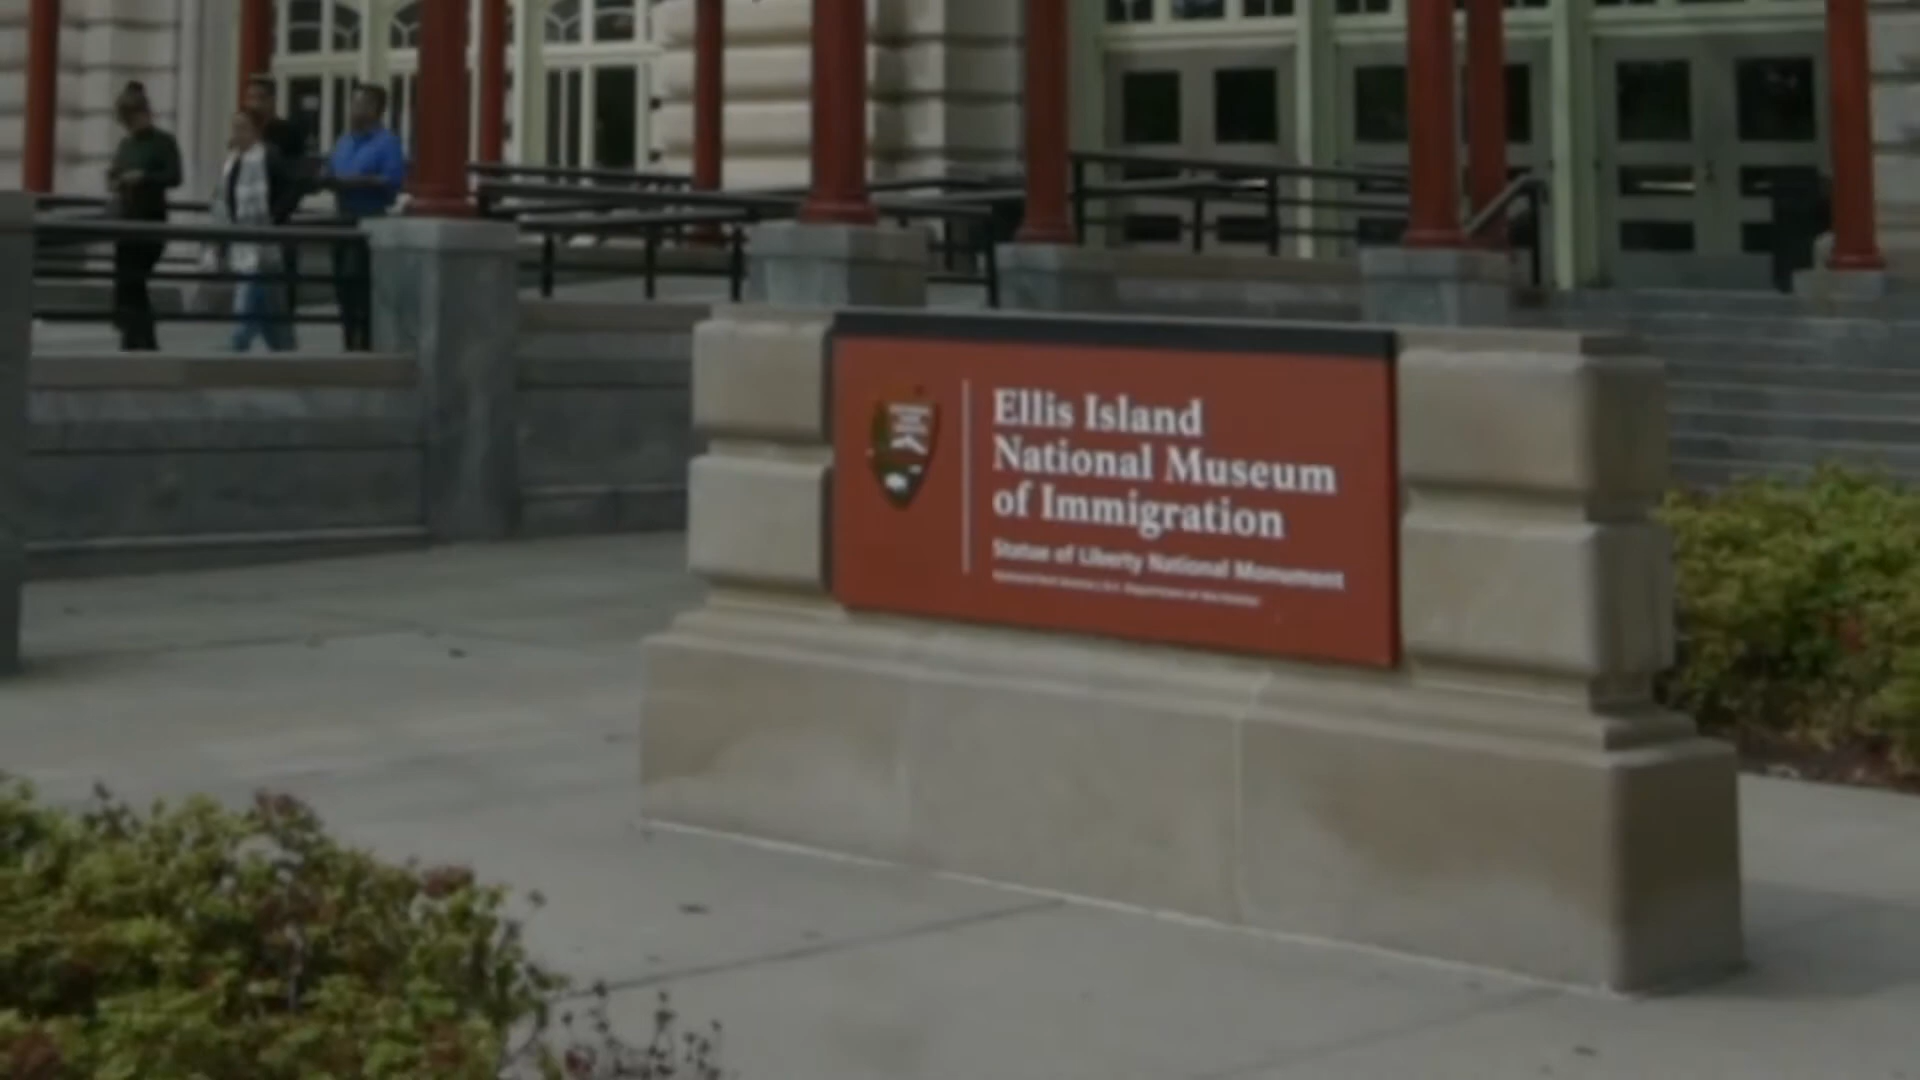 Ellis Island
National Museum
of Immigration
Statue of Liberty National Monument